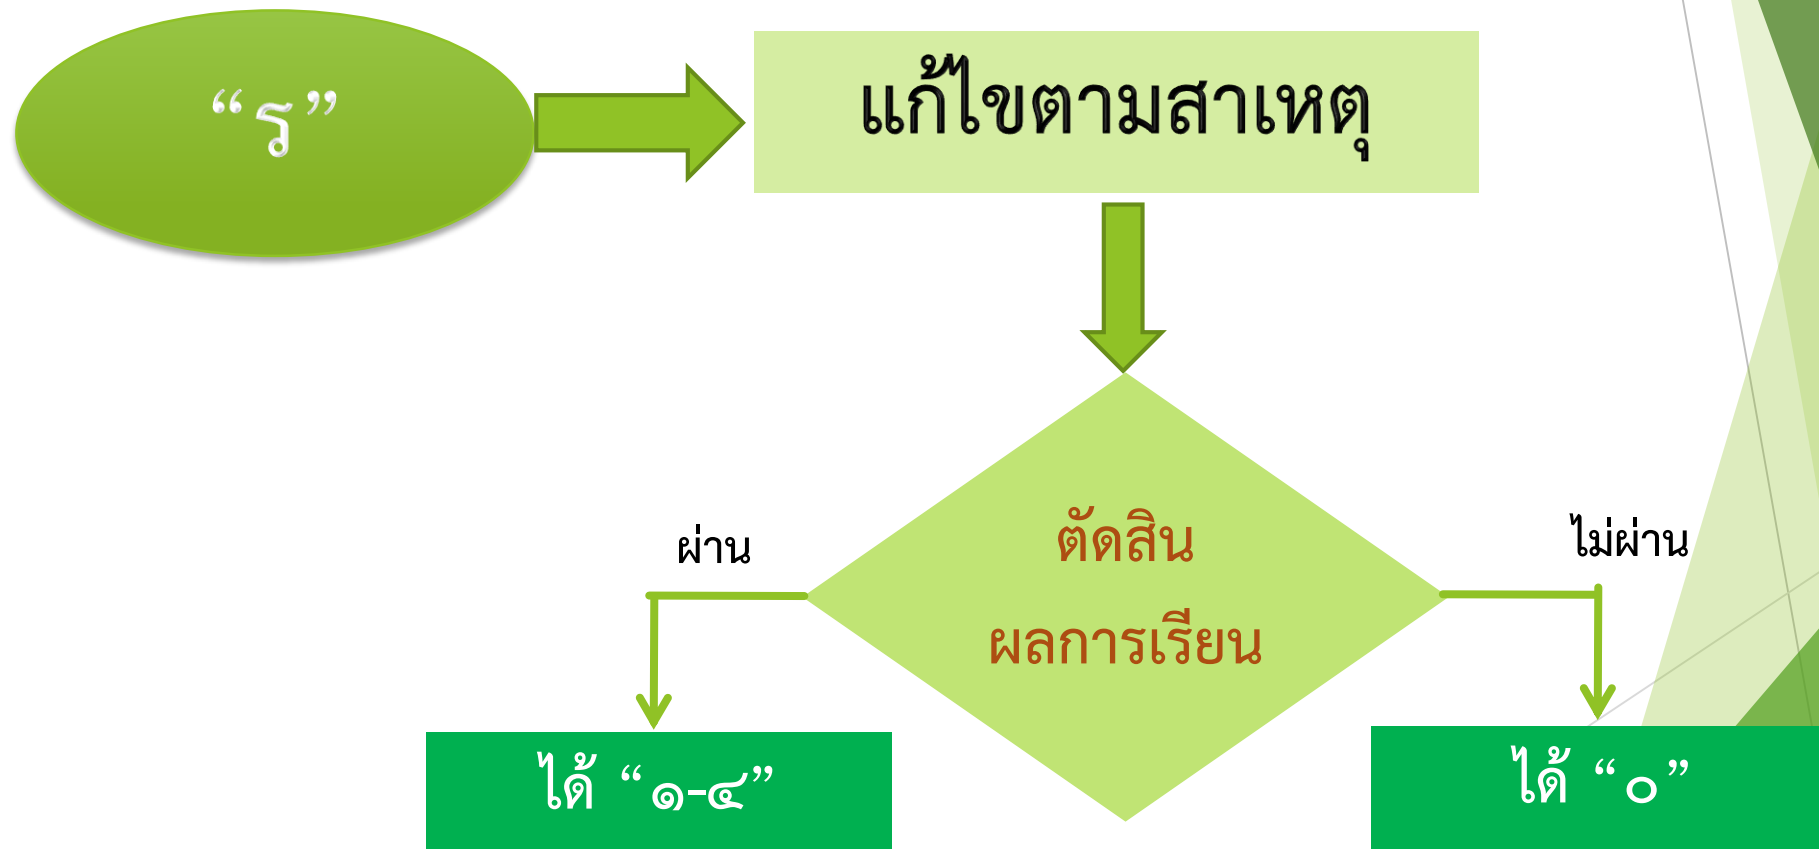 “ร”
แก้ไขตามสาเหตุ
ตัดสิน
ผลการเรียน
ผ่าน
ไม่ผ่าน
ได้ “๑-๔”
ได้ “๐”